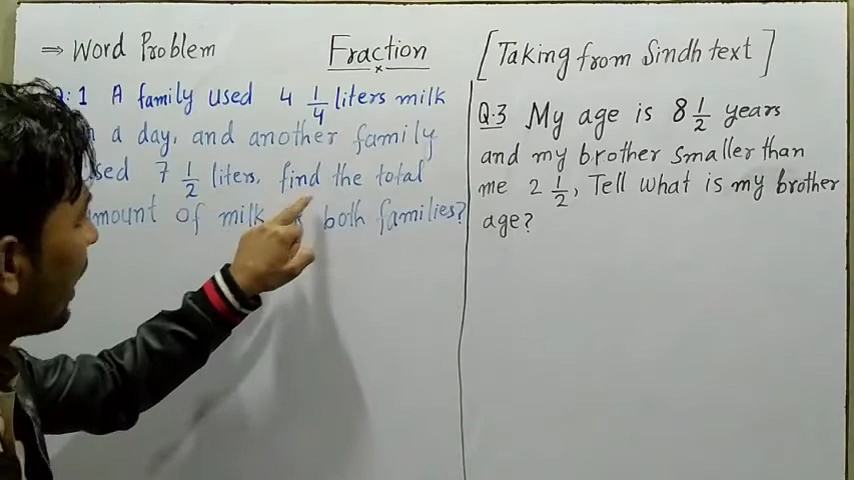 ⇒ Word Problem
Fraction
[Taking from Sindh text]
Q:1 A family used 4 1/4 liters milk
a day, and another family
used 7 1/2 liters. find the total
amount of milk both families?
Q:3 My age is 8 1/2 years
and my brother smaller than
me 2 1/2, Tell what is my brother
age?